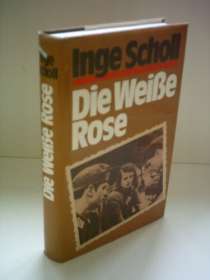 Inge Scholl
Die Weiße
Rose
Inge
Scholl
Die Weiße Rose